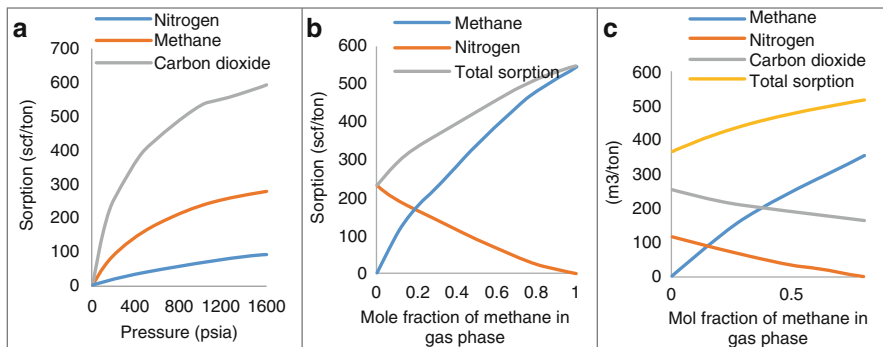 a
Nitrogen
Methane
Carbon dioxide
700
600
500
400
300
200
100
0
Sorption (scf/ton)
0 400 800 1200 1600
Pressure (psia)
b
Methane
Nitrogen
Total sorption
600
500
400
300
200
100
0
Sorption (scf/ton)
0 0.2 0.4 0.6 0.8 1
Mole fraction of methane in
gas phase
c
Methane
Nitrogen
Carbon dioxide
Total sorption
600
500
400
300
200
100
0
(m3/ton)
0 0.5
Mol fraction of methane in
gas phase